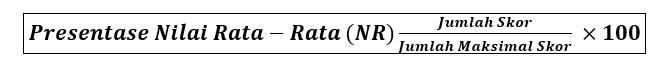 Presentase Nilai Rata − Rata (NR) Jumlah Skor / Jumlah Maksimal Skor × 100